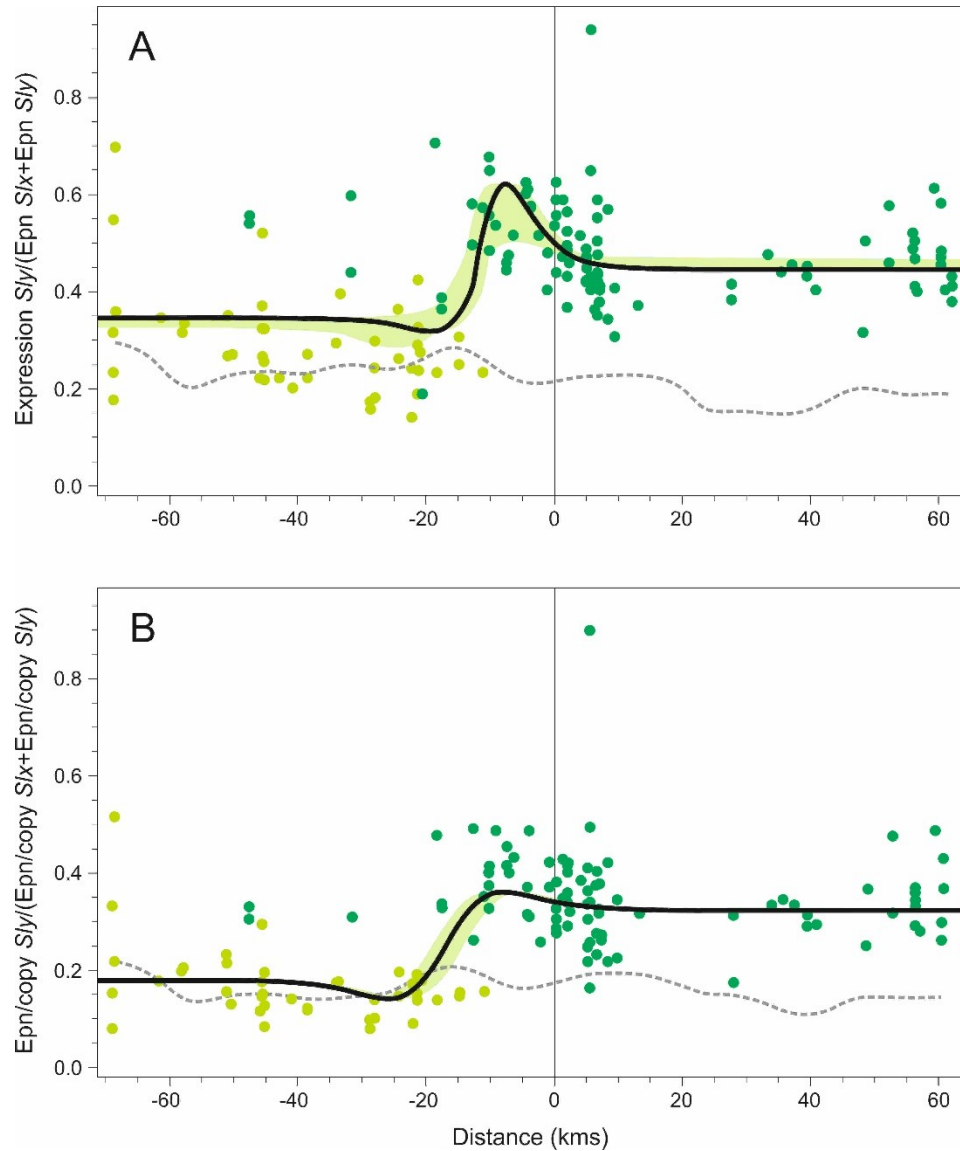 A
Expression Sly/(Epn Slx+Epn Sly)
0.8
0.6
0.4
0.2
0.0
-60 -40 -20 0 20 40 60
B
Epn/copy Sly/(Epn/copy Slx+Epn/copy Sly)
0.8
0.6
0.4
0.2
0.0
-60 -40 -20 0 20 40 60
Distance (kms)